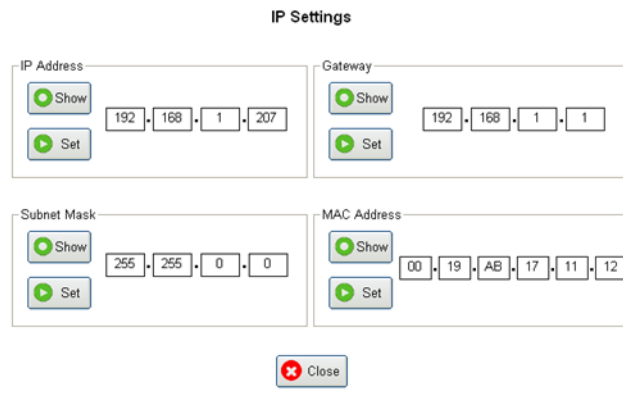 IP Settings
IP Address
Show
192 . 168 . 1 . 207
Set
Gateway
Show
192 . 168 . 1 . 1
Set
Subnet Mask
Show
255 . 255 . 0 . 0
Set
MAC Address
Show
00 . 19 . AB . 17 . 11 . 12
Set
Close